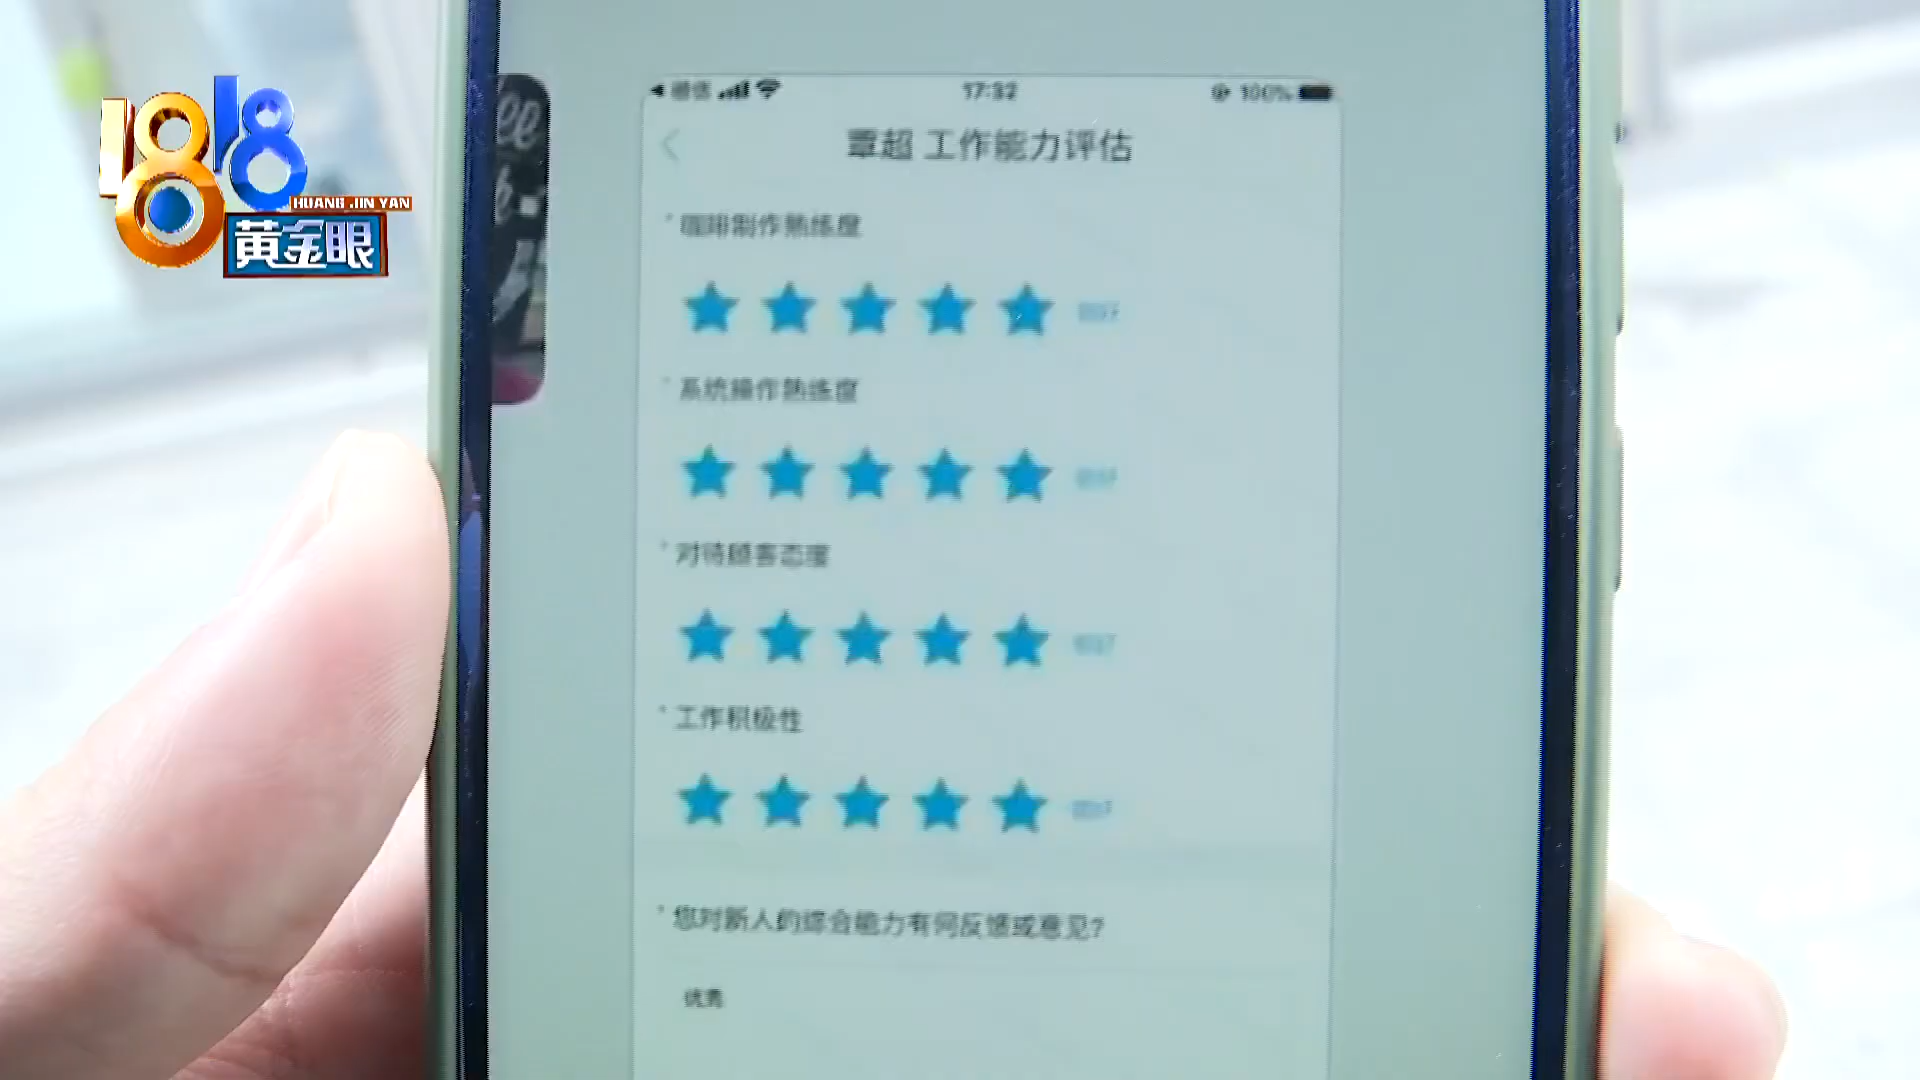 1818
HUANG JIN YAN
黄金眼
17:32
100%
覃超 工作能力评估
* 咖啡制作熟练度
* 系统操作熟练度
* 对待顾客态度
* 工作积极性
* 您对新人的综合能力有何反馈或意见?
优秀